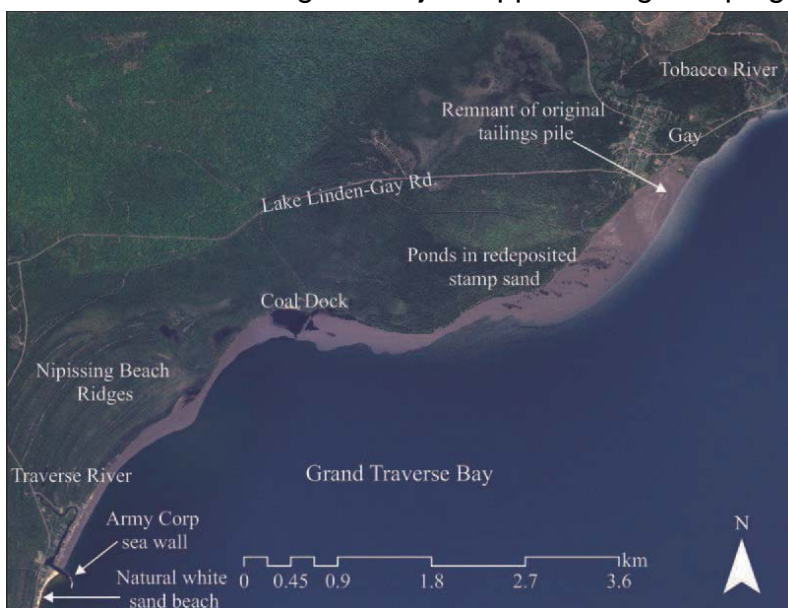 Tobacco River
Remnant of original
tailings pile
Gay
Lake Linden-Gay Rd.
Ponds in redeposited
stamp sand
Coal Dock
Nipissing Beach
Ridges
Traverse River
Grand Traverse Bay
Army Corp
sea wall
N
km
0 0.45 0.9 1.8 2.7 3.6
Natural white
sand beach